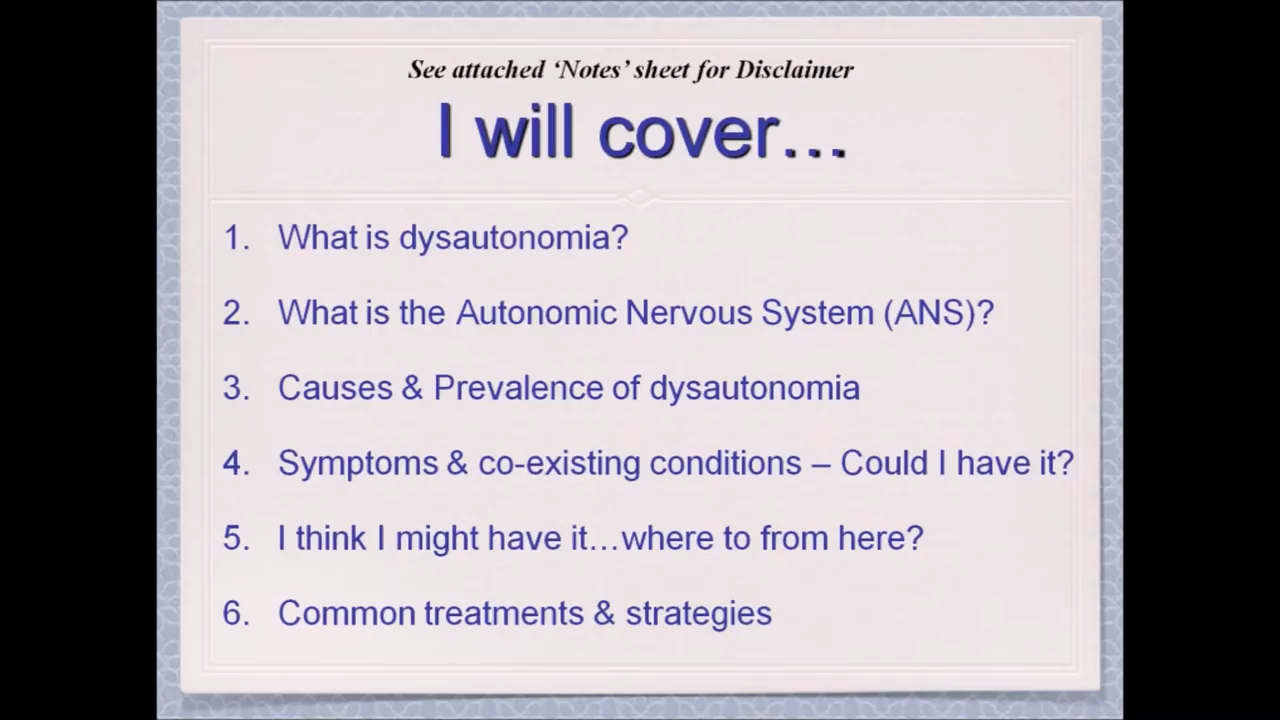 See attached ‘Notes’ sheet for Disclaimer
I will cover…
1. What is dysautonomia?
2. What is the Autonomic Nervous System (ANS)?
3. Causes & Prevalence of dysautonomia
4. Symptoms & co-existing conditions – Could I have it?
5. I think I might have it…where to from here?
6. Common treatments & strategies